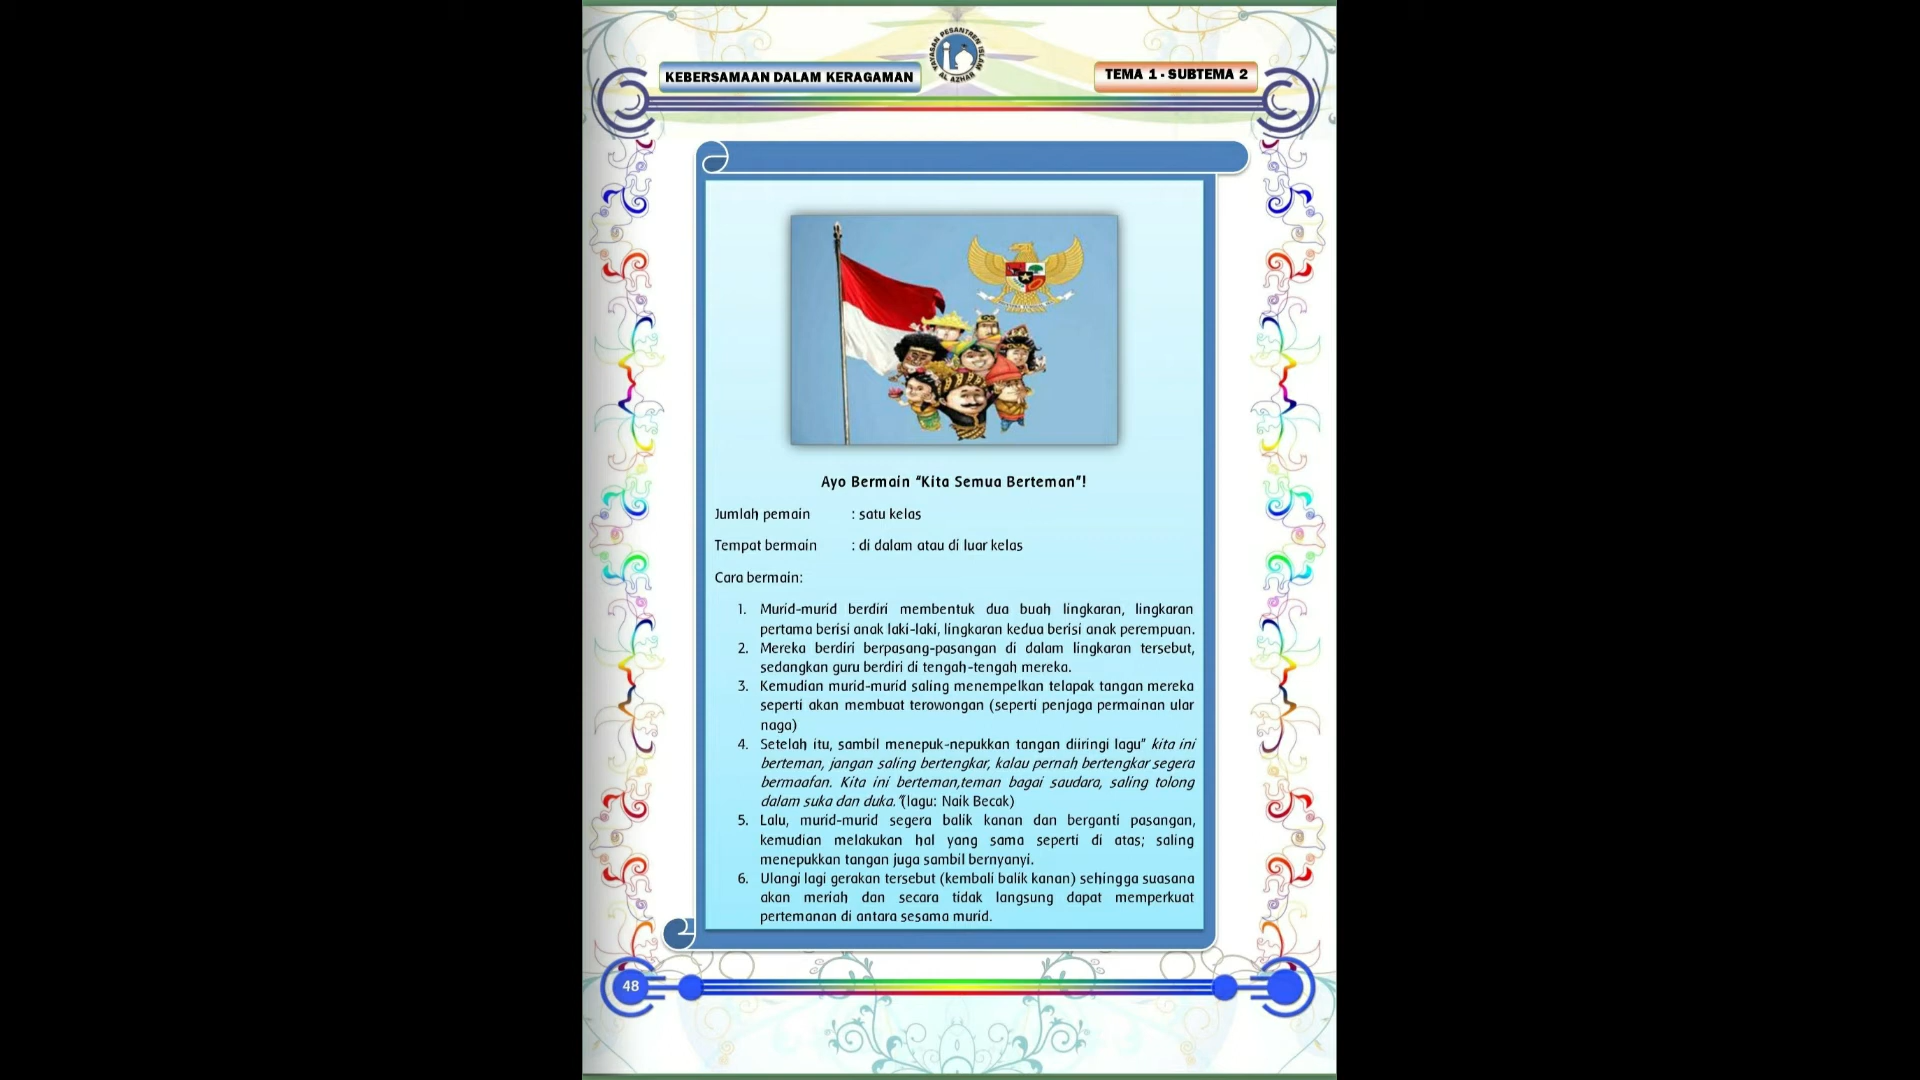 YAYASAN PESANTREN ISLAM
AL AZHAR
KEBERSAMAAN DALAM KERAGAMAN
TEMA 1 - SUBTEMA 2
Ayo Bermain “Kita Semua Berteman”!
Jumlah pemain : satu kelas
Tempat bermain : di dalam atau di luar kelas
Cara bermain:
1. Murid-murid berdiri membentuk dua buah lingkaran, lingkaran
pertama berisi anak laki-laki, lingkaran kedua berisi anak perempuan.
2. Mereka berdiri berpasang-pasangan di dalam lingkaran tersebut,
sedangkan guru berdiri di tengah-tengah mereka.
3. Kemudian murid-murid saling menempelkan telapak tangan mereka
seperti akan membuat terowongan (seperti penjaga permainan ular
naga)
4. Setelah itu, sambil menepuk-nepukkan tangan diiringi lagu” kita ini
berteman, jangan saling bertengkar, kalau pernah bertengkar segera
bermaafan. Kita ini berteman,teman bagai saudara, saling tolong
dalam suka dan duka.”(lagu: Naik Becak)
5. Lalu, murid-murid segera balik kanan dan berganti pasangan,
kemudian melakukan hal yang sama seperti di atas; saling
menepukkan tangan juga sambil bernyanyi.
6. Ulangi lagi gerakan tersebut (kembali balik kanan) sehingga suasana
akan meriah dan secara tidak langsung dapat memperkuat
pertemanan di antara sesama murid.
48